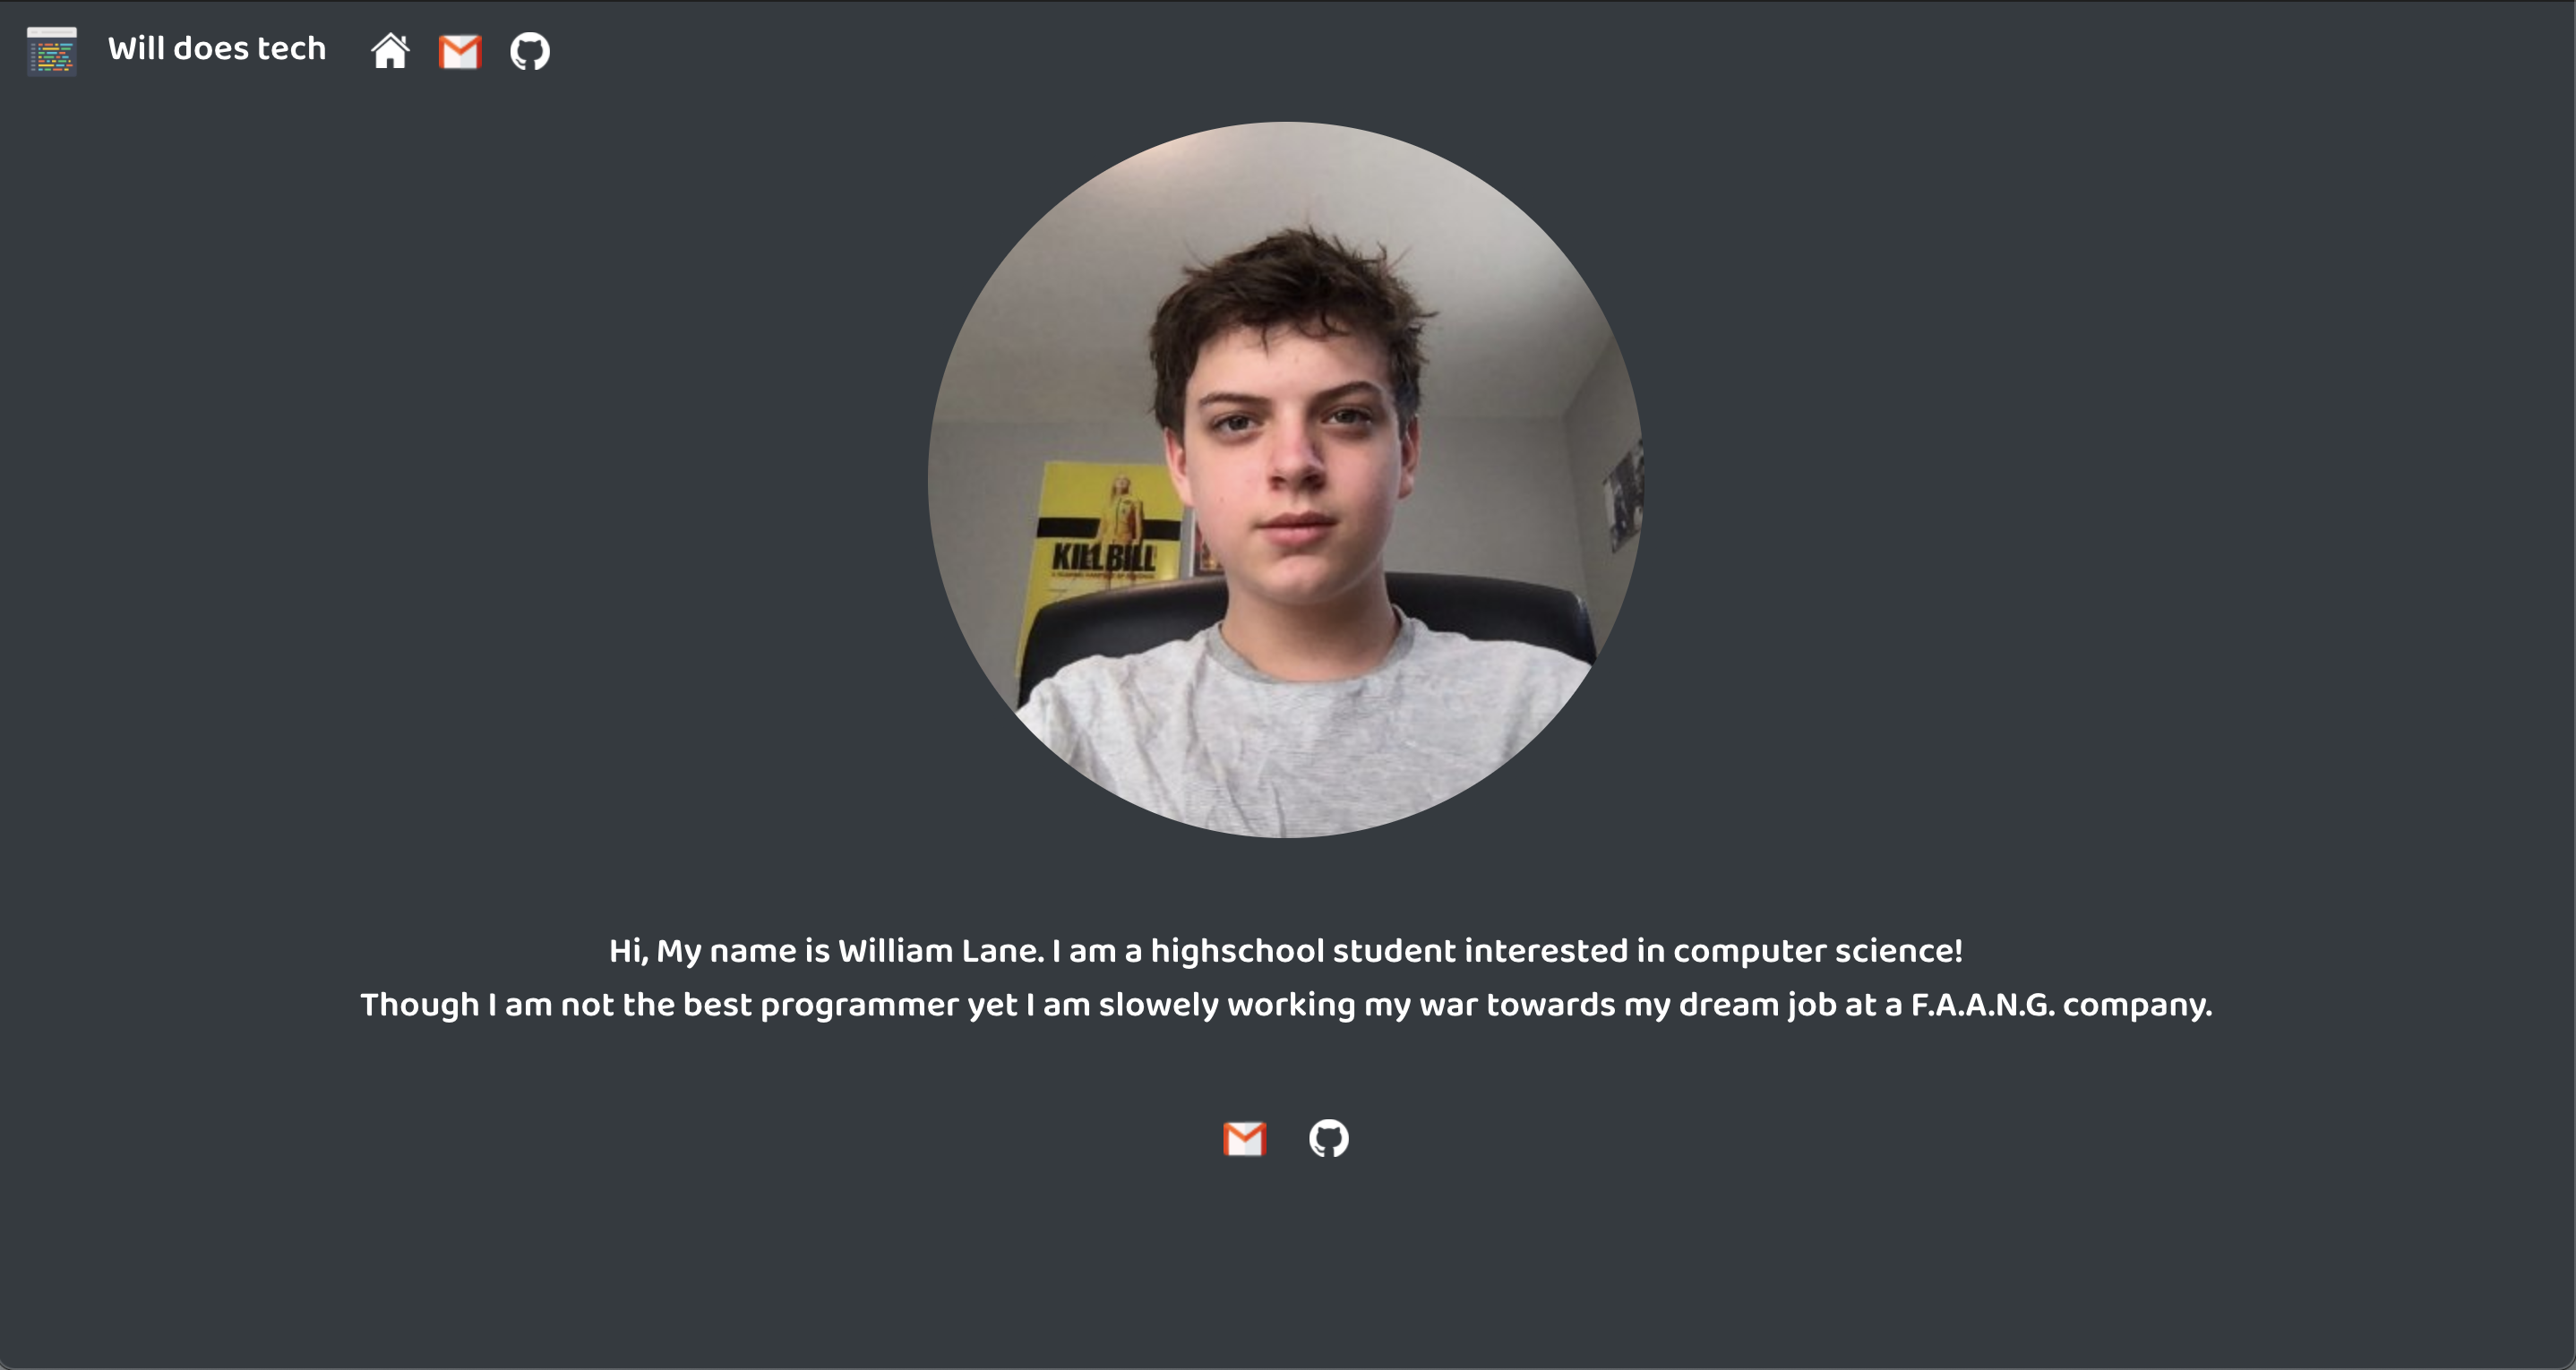 Will does tech
KILL BILL
Hi, My name is William Lane. I am a highschool student interested in computer science!
Though I am not the best programmer yet I am slowely working my war towards my dream job at a F.A.A.N.G. company.